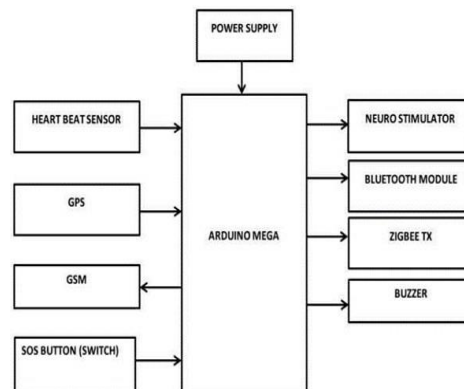 POWER SUPPLY
HEART BEAT SENSOR
GPS
GSM
SOS BUTTON (SWITCH)
ARDUINO MEGA
NEURO STIMULATOR
BLUETOOTH MODULE
ZIGBEE TX
BUZZER